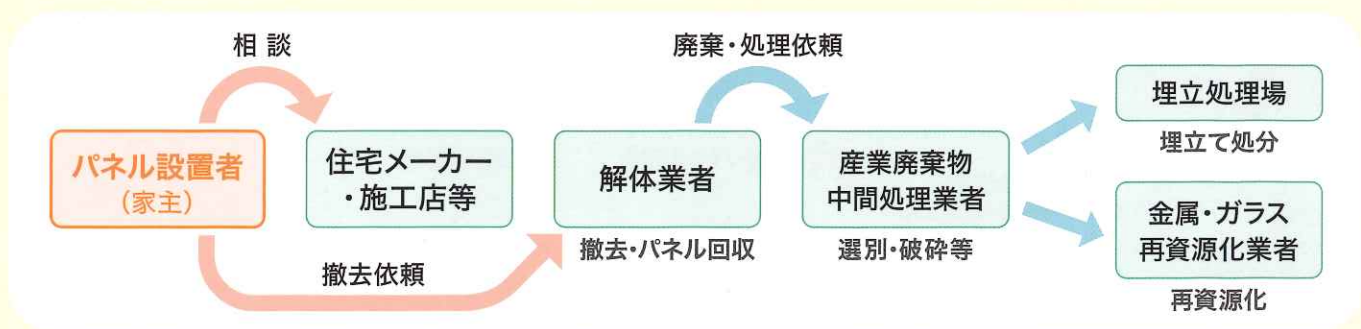 相 談
パネル設置者
（家主）
撤去依頼
住宅メーカー
・施工店等
解体業者
撤去・パネル回収
廃棄・処理依頼
産業廃棄物
中間処理業者
選別・破砕等
埋立処理場
埋立て処分
金属・ガラス
再資源化業者
再資源化